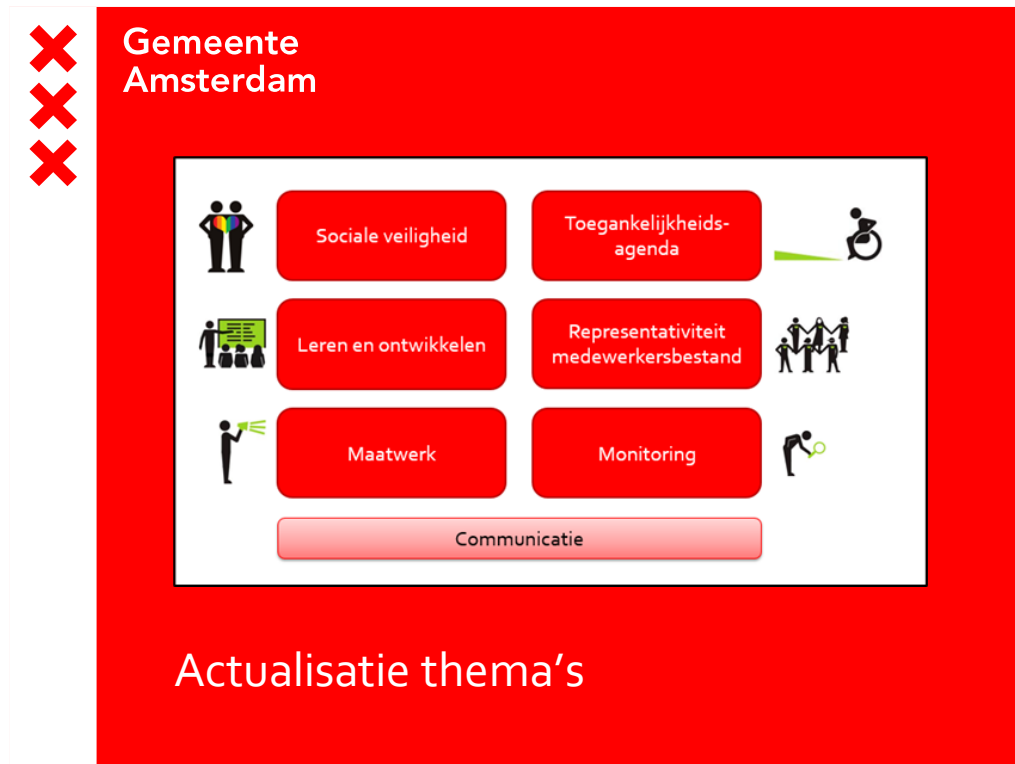 Gemeente
Amsterdam
Sociale veiligheid
Toegankelijkheids-
agenda
Leren en ontwikkelen
Representativiteit
medewerkersbestand
Maatwerk
Monitoring
Communicatie
Actualisatie thema’s